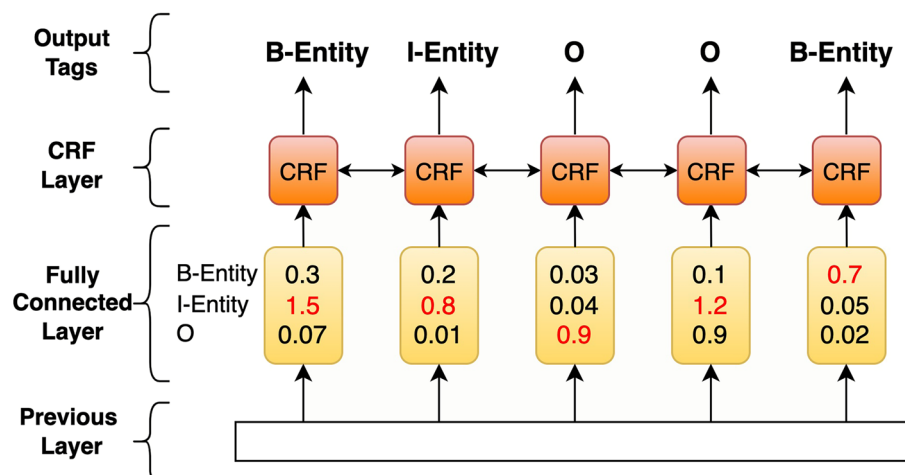 Output
Tags
B-Entity I-Entity O O B-Entity
CRF
Layer
CRF CRF CRF CRF CRF
Fully
Connected
Layer
B-Entity 0.3 0.2 0.03 0.1 0.7
I-Entity 1.5 0.8 0.04 1.2 0.05
O 0.07 0.01 0.9 0.9 0.02
Previous
Layer